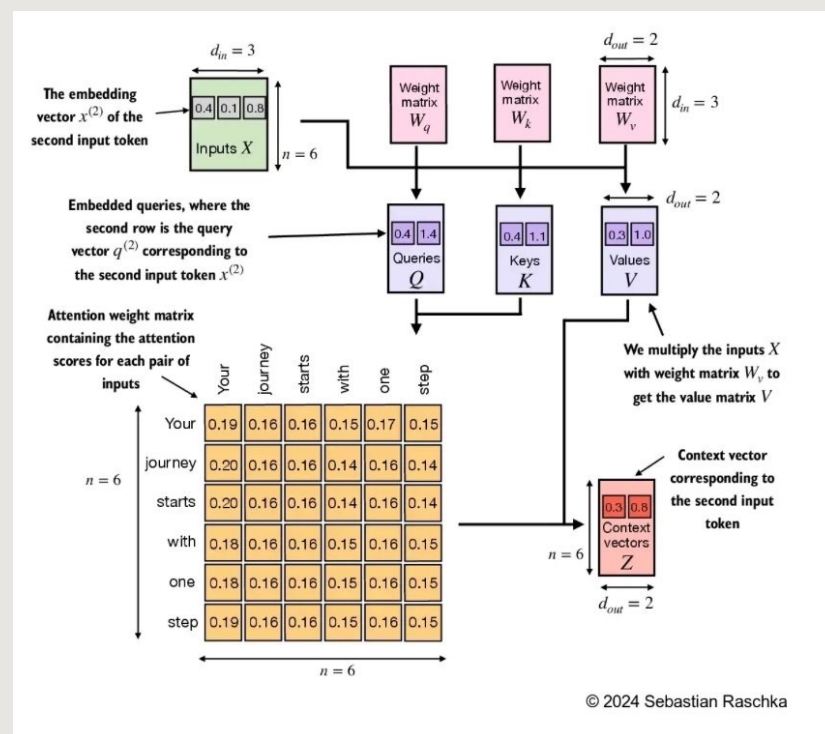 d_in = 3
The embedding
vector x^(2) of the
second input token
0.4 0.1 0.8
Inputs X
n = 6
Weight
matrix
W_q
Weight
matrix
W_k
d_out = 2
Weight
matrix
W_v
d_in = 3
Embedded queries, where the
second row is the query
vector q^(2) corresponding to
the second input token x^(2)
0.4 1.4
Queries
Q
0.4 1.1
Keys
K
d_out = 2
0.3 1.0
Values
V
We multiply the inputs X
with weight matrix W_v to
get the value matrix V
Attention weight matrix
containing the attention
scores for each pair of
inputs
Your journey starts with one step
Your 0.19 0.16 0.16 0.15 0.17 0.15
journey 0.20 0.16 0.16 0.14 0.16 0.14
starts 0.20 0.16 0.16 0.14 0.16 0.14
with 0.18 0.16 0.16 0.15 0.16 0.15
one 0.18 0.16 0.16 0.15 0.16 0.15
step 0.19 0.16 0.16 0.15 0.16 0.15
n = 6
n = 6
Context vector
corresponding to
the second input
token
0.3 0.8
Context
vectors
Z
n = 6
d_out = 2
© 2024 Sebastian Raschka